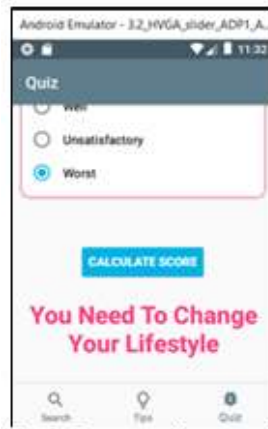 Android Emulator - 3.2_HVGA_slider_ADP1_A...
11:32
Quiz
Well
Unsatisfactory
Worst
CALCULATE SCORE
You Need To Change
Your Lifestyle
Search Tips Quiz